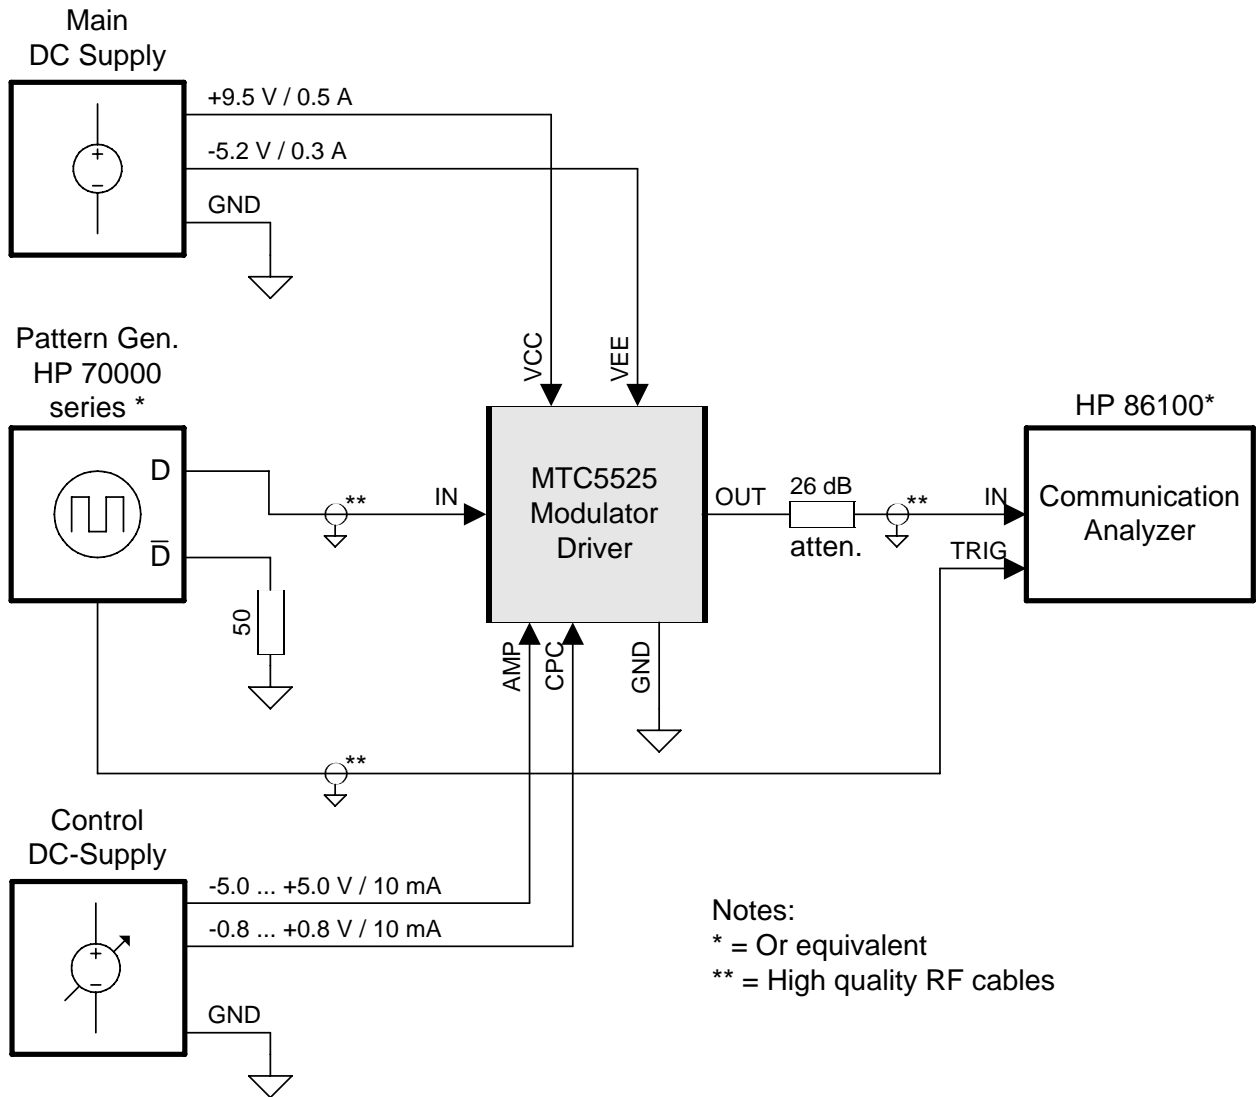 Main
DC Supply
+9.5 V / 0.5 A
-5.2 V / 0.3 A
GND
+
−
VCC
VEE
Pattern Gen.
HP 70000
series *
D
D̅
50
**
IN
MTC5525
Modulator
Driver
OUT
26 dB
atten.
**
HP 86100*
IN
TRIG
Communication
Analyzer
AMP
CPC
GND
**
Control
DC-Supply
-5.0 ... +5.0 V / 10 mA
-0.8 ... +0.8 V / 10 mA
GND
+
−
Notes:
* = Or equivalent
** = High quality RF cables